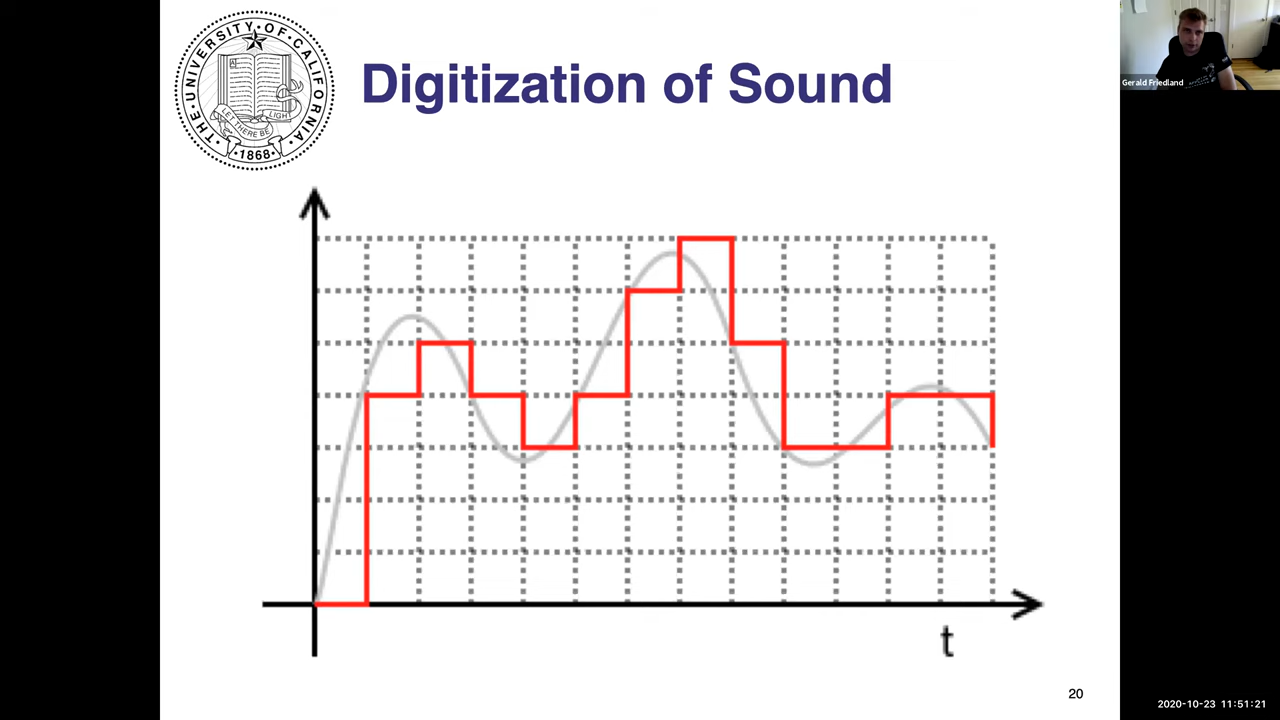 THE·UNIVERSITY·OF·CALIFORNIA·
·1868·
LET THERE BE
LIGHT
A
Digitization of Sound
Gerald Friedland
t
20
2020-10-23 11:51:21